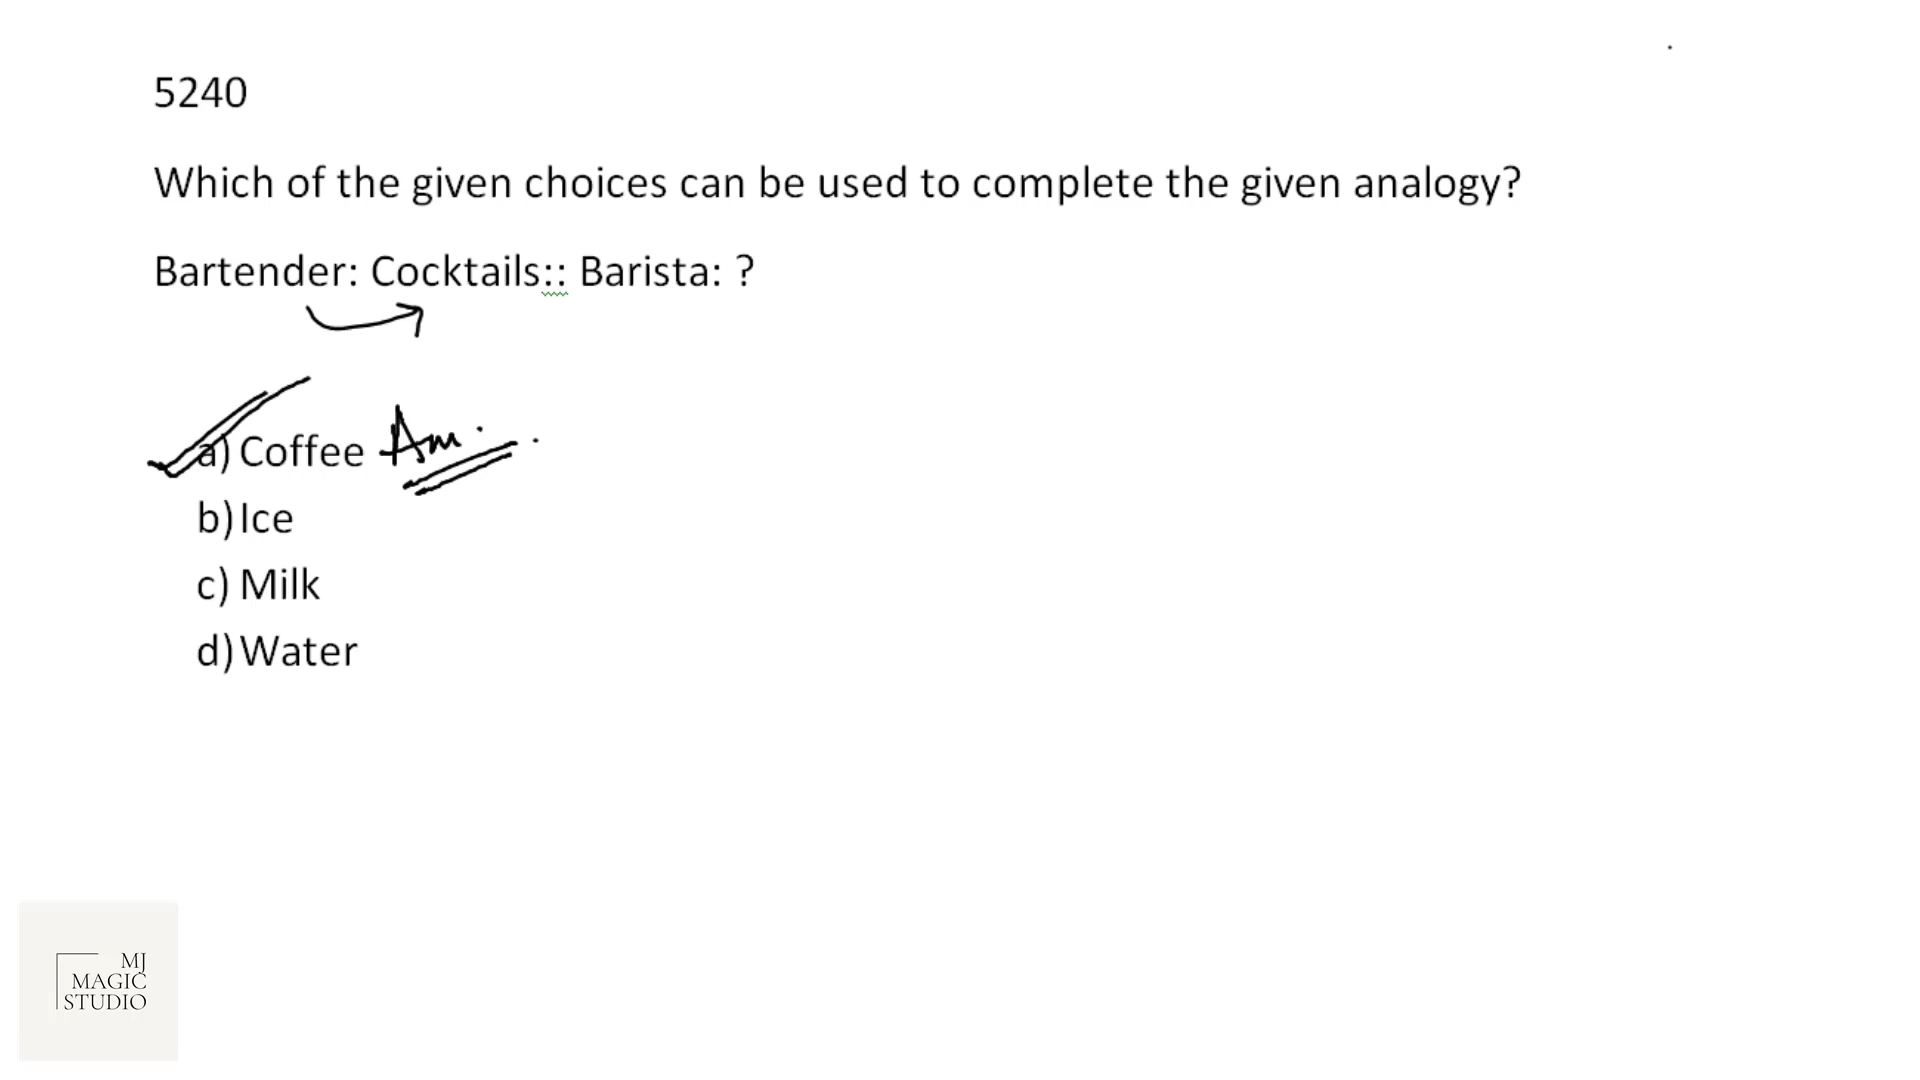 5240
Which of the given choices can be used to complete the given analogy?
Bartender: Cocktails:: Barista: ?
a) Coffee Ans.
b) Ice
c) Milk
d) Water
MJ
MAGIC
STUDIO